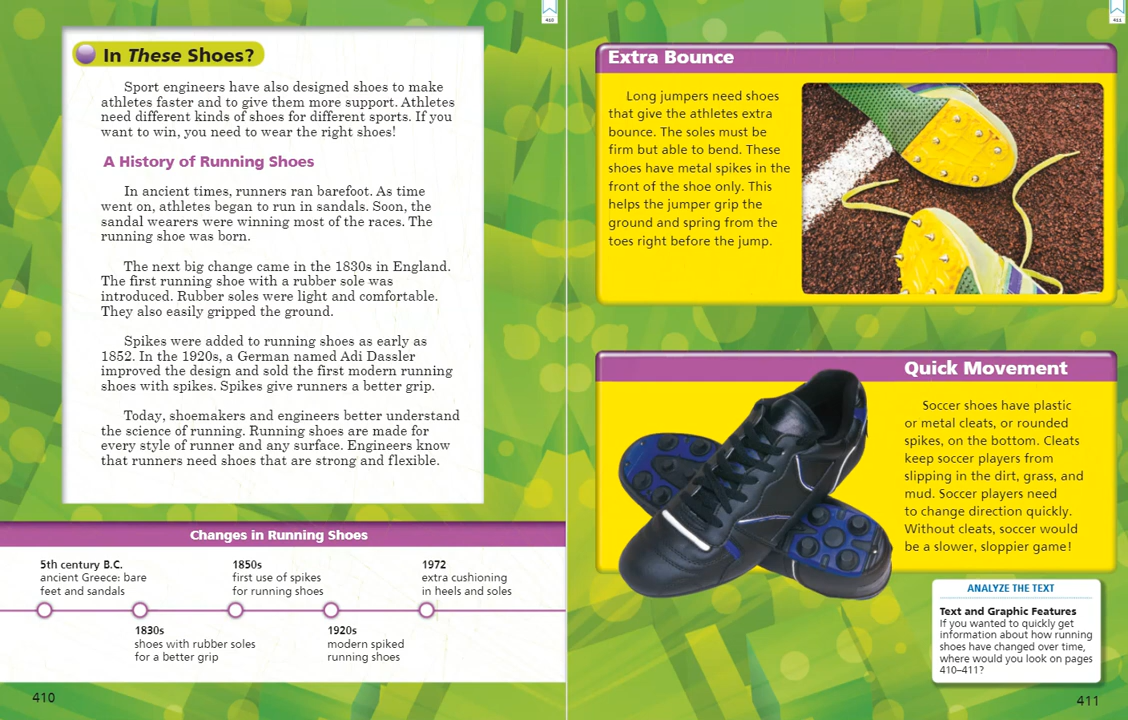 410
In These Shoes?
Sport engineers have also designed shoes to make
athletes faster and to give them more support. Athletes
need different kinds of shoes for different sports. If you
want to win, you need to wear the right shoes!
A History of Running Shoes
In ancient times, runners ran barefoot. As time
went on, athletes began to run in sandals. Soon, the
sandal wearers were winning most of the races. The
running shoe was born.
The next big change came in the 1830s in England.
The first running shoe with a rubber sole was
introduced. Rubber soles were light and comfortable.
They also easily gripped the ground.
Spikes were added to running shoes as early as
1852. In the 1920s, a German named Adi Dassler
improved the design and sold the first modern running
shoes with spikes. Spikes give runners a better grip.
Today, shoemakers and engineers better understand
the science of running. Running shoes are made for
every style of runner and any surface. Engineers know
that runners need shoes that are strong and flexible.
Changes in Running Shoes
5th century B.C.
ancient Greece: bare
feet and sandals
1830s
shoes with rubber soles
for a better grip
1850s
first use of spikes
for running shoes
1920s
modern spiked
running shoes
1972
extra cushioning
in heels and soles
410
411
Extra Bounce
Long jumpers need shoes
that give the athletes extra
bounce. The soles must be
firm but able to bend. These
shoes have metal spikes in the
front of the shoe only. This
helps the jumper grip the
ground and spring from the
toes right before the jump.
Quick Movement
Soccer shoes have plastic
or metal cleats, or rounded
spikes, on the bottom. Cleats
keep soccer players from
slipping in the dirt, grass, and
mud. Soccer players need
to change direction quickly.
Without cleats, soccer would
be a slower, sloppier game!
ANALYZE THE TEXT
Text and Graphic Features
If you wanted to quickly get
information about how running
shoes have changed over time,
where would you look on pages
410–411?
411